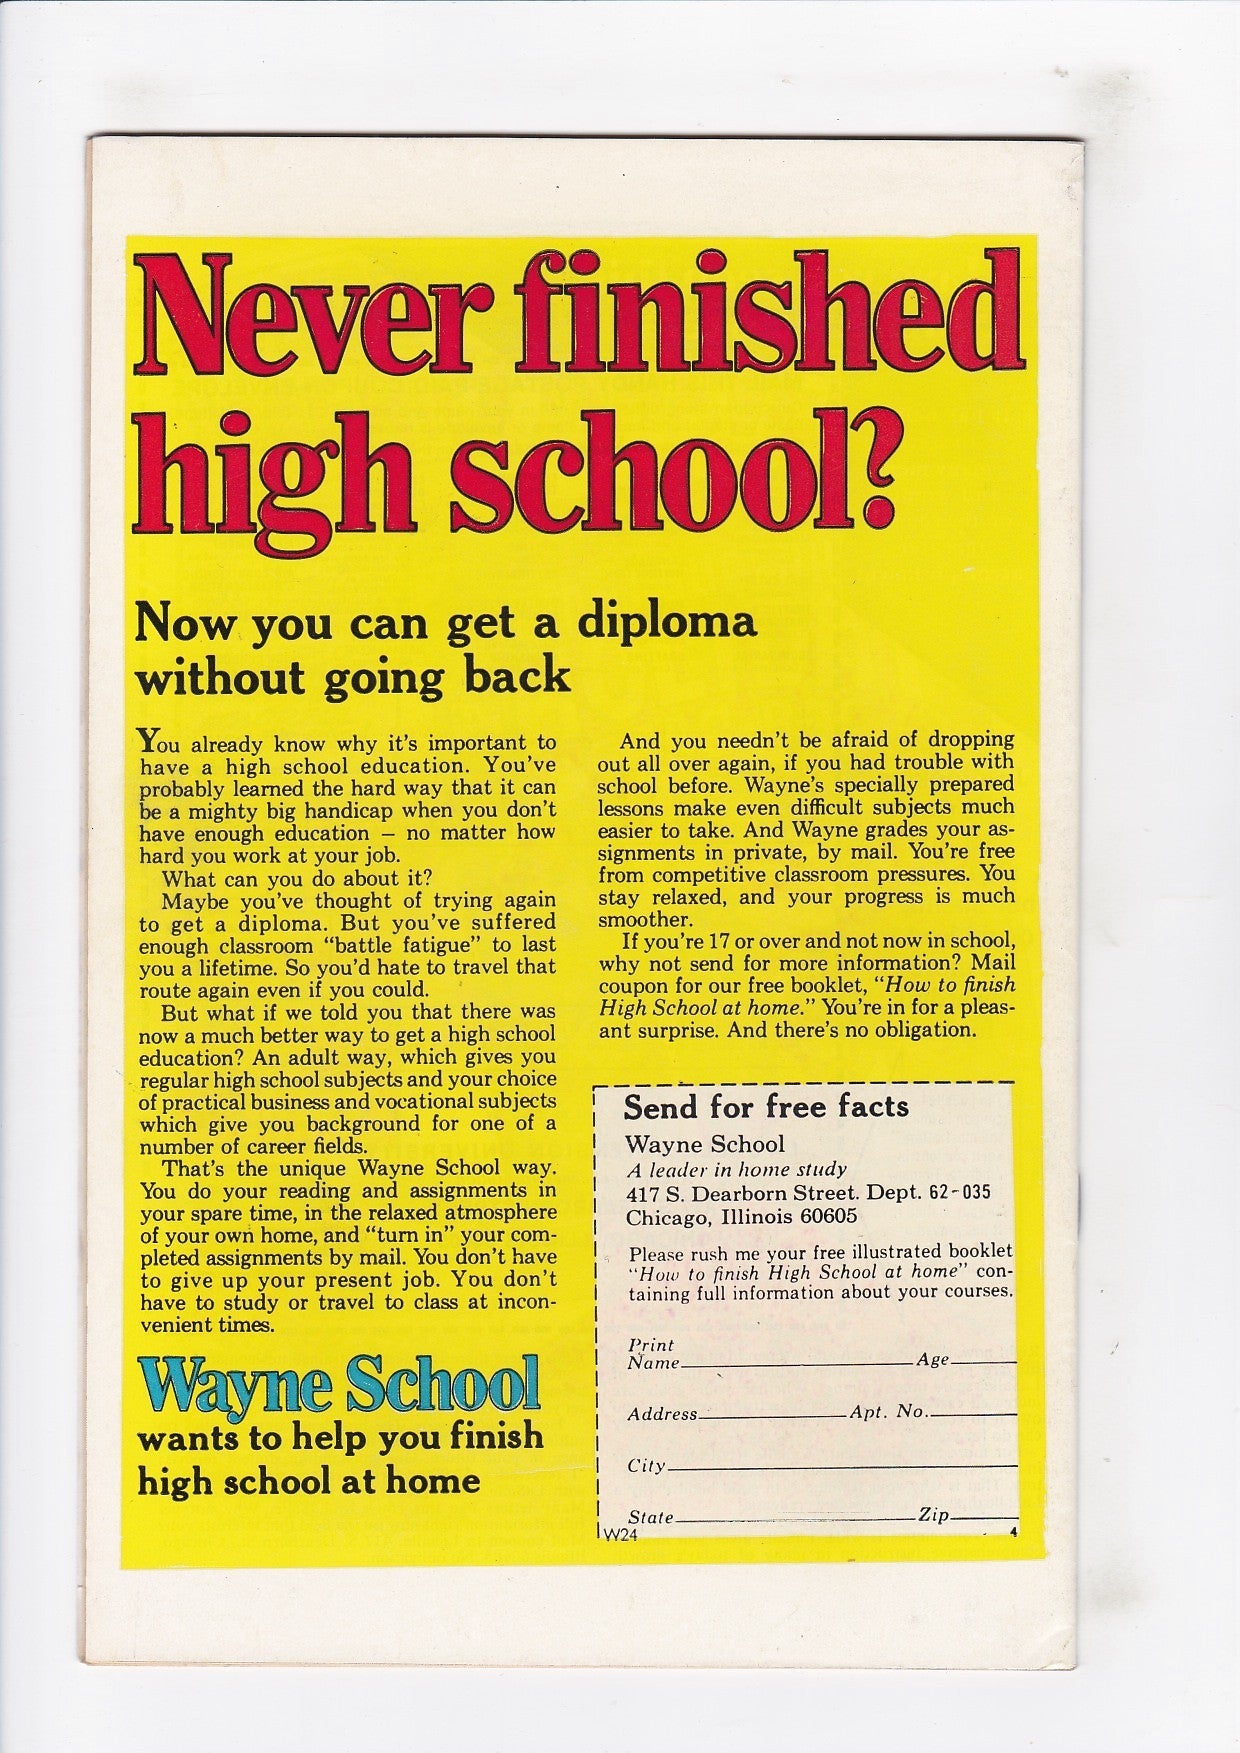 Never finished
high school?
Now you can get a diploma
without going back
You already know why it's important to
have a high school education. You've
probably learned the hard way that it can
be a mighty big handicap when you don't
have enough education – no matter how
hard you work at your job.
What can you do about it?
Maybe you've thought of trying again
to get a diploma. But you've suffered
enough classroom “battle fatigue” to last
you a lifetime. So you'd hate to travel that
route again even if you could.
But what if we told you that there was
now a much better way to get a high school
education? An adult way, which gives you
regular high school subjects and your choice
of practical business and vocational subjects
which give you background for one of a
number of career fields.
That's the unique Wayne School way.
You do your reading and assignments in
your spare time, in the relaxed atmosphere
of your own home, and “turn in” your com-
pleted assignments by mail. You don't have
to give up your present job. You don't
have to study or travel to class at incon-
venient times.
Wayne School
wants to help you finish
high school at home
And you needn't be afraid of dropping
out all over again, if you had trouble with
school before. Wayne's specially prepared
lessons make even difficult subjects much
easier to take. And Wayne grades your as-
signments in private, by mail. You're free
from competitive classroom pressures. You
stay relaxed, and your progress is much
smoother.
If you're 17 or over and not now in school,
why not send for more information? Mail
coupon for our free booklet, “How to finish
High School at home.” You're in for a pleas-
ant surprise. And there's no obligation.
Send for free facts
Wayne School
A leader in home study
417 S. Dearborn Street. Dept. 62-035
Chicago, Illinois 60605
Please rush me your free illustrated booklet
“How to finish High School at home” con-
taining full information about your courses.
Print
Name Age
Address Apt. No.
City
State Zip
W24 4